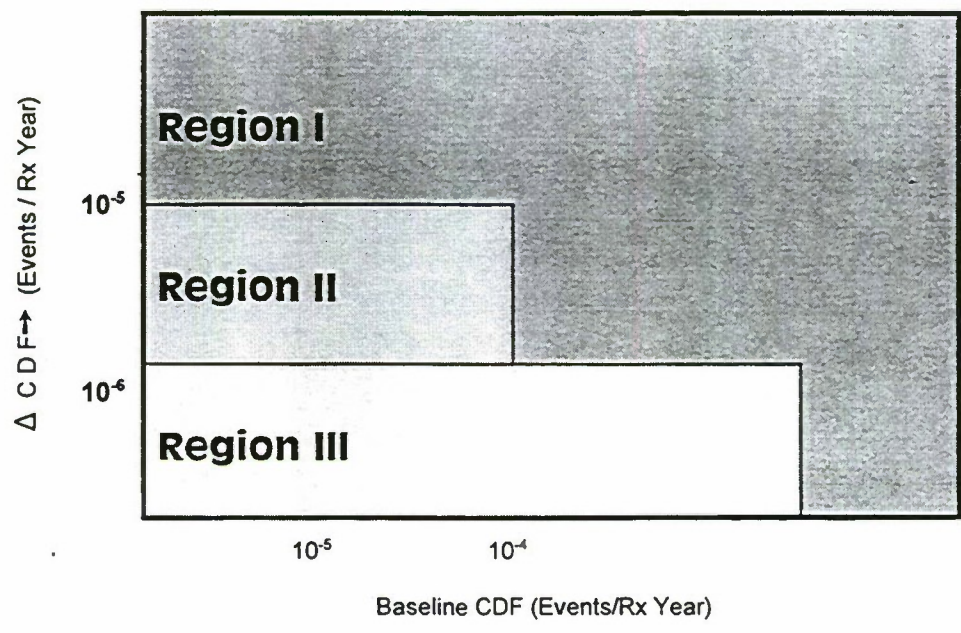 Region I
10⁻⁵
Region II
10⁻⁶
Region III
Δ C D F→ (Events / Rx Year)
10⁻⁵
10⁻⁴
Baseline CDF (Events/Rx Year)